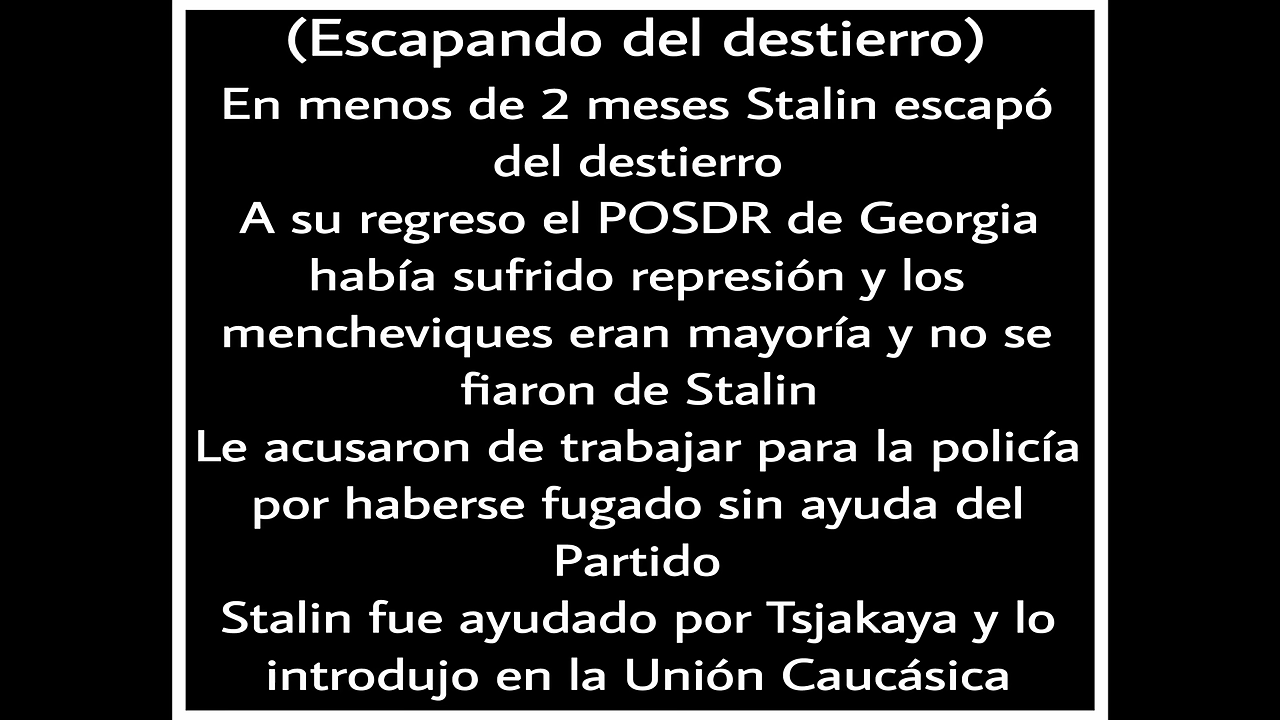 (Escapando del destierro)
En menos de 2 meses Stalin escapó
del destierro
A su regreso el POSDR de Georgia
había sufrido represión y los
mencheviques eran mayoría y no se
fiaron de Stalin
Le acusaron de trabajar para la policía
por haberse fugado sin ayuda del
Partido
Stalin fue ayudado por Tsjakaya y lo
introdujo en la Unión Caucásica